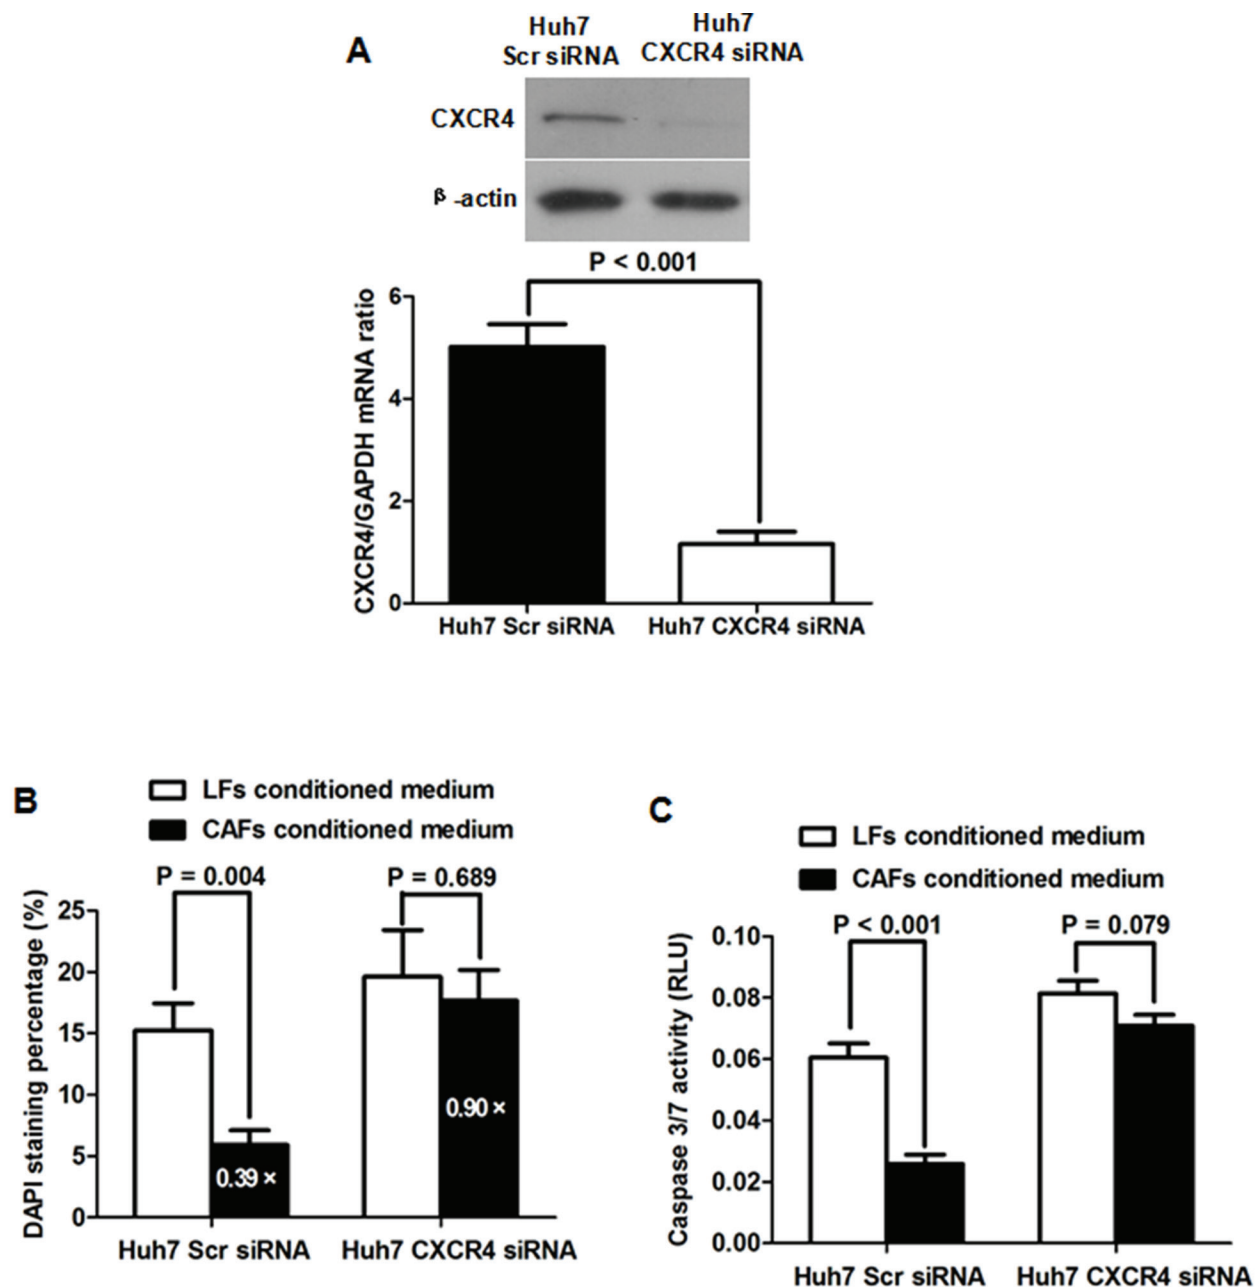 A
Huh7
Scr siRNA
Huh7
CXCR4 siRNA
CXCR4
β -actin
P < 0.001
CXCR4/GAPDH mRNA ratio
6
4
2
0
Huh7 Scr siRNA
Huh7 CXCR4 siRNA
B
LFs conditioned medium
CAFs conditioned medium
P = 0.004
P = 0.689
DAPI staining percentage (%)
25
20
15
10
5
0
0.39 ×
0.90 ×
Huh7 Scr siRNA
Huh7 CXCR4 siRNA
C
LFs conditioned medium
CAFs conditioned medium
P < 0.001
P = 0.079
Caspase 3/7 activity (RLU)
0.10
0.08
0.06
0.04
0.02
0.00
Huh7 Scr siRNA
Huh7 CXCR4 siRNA